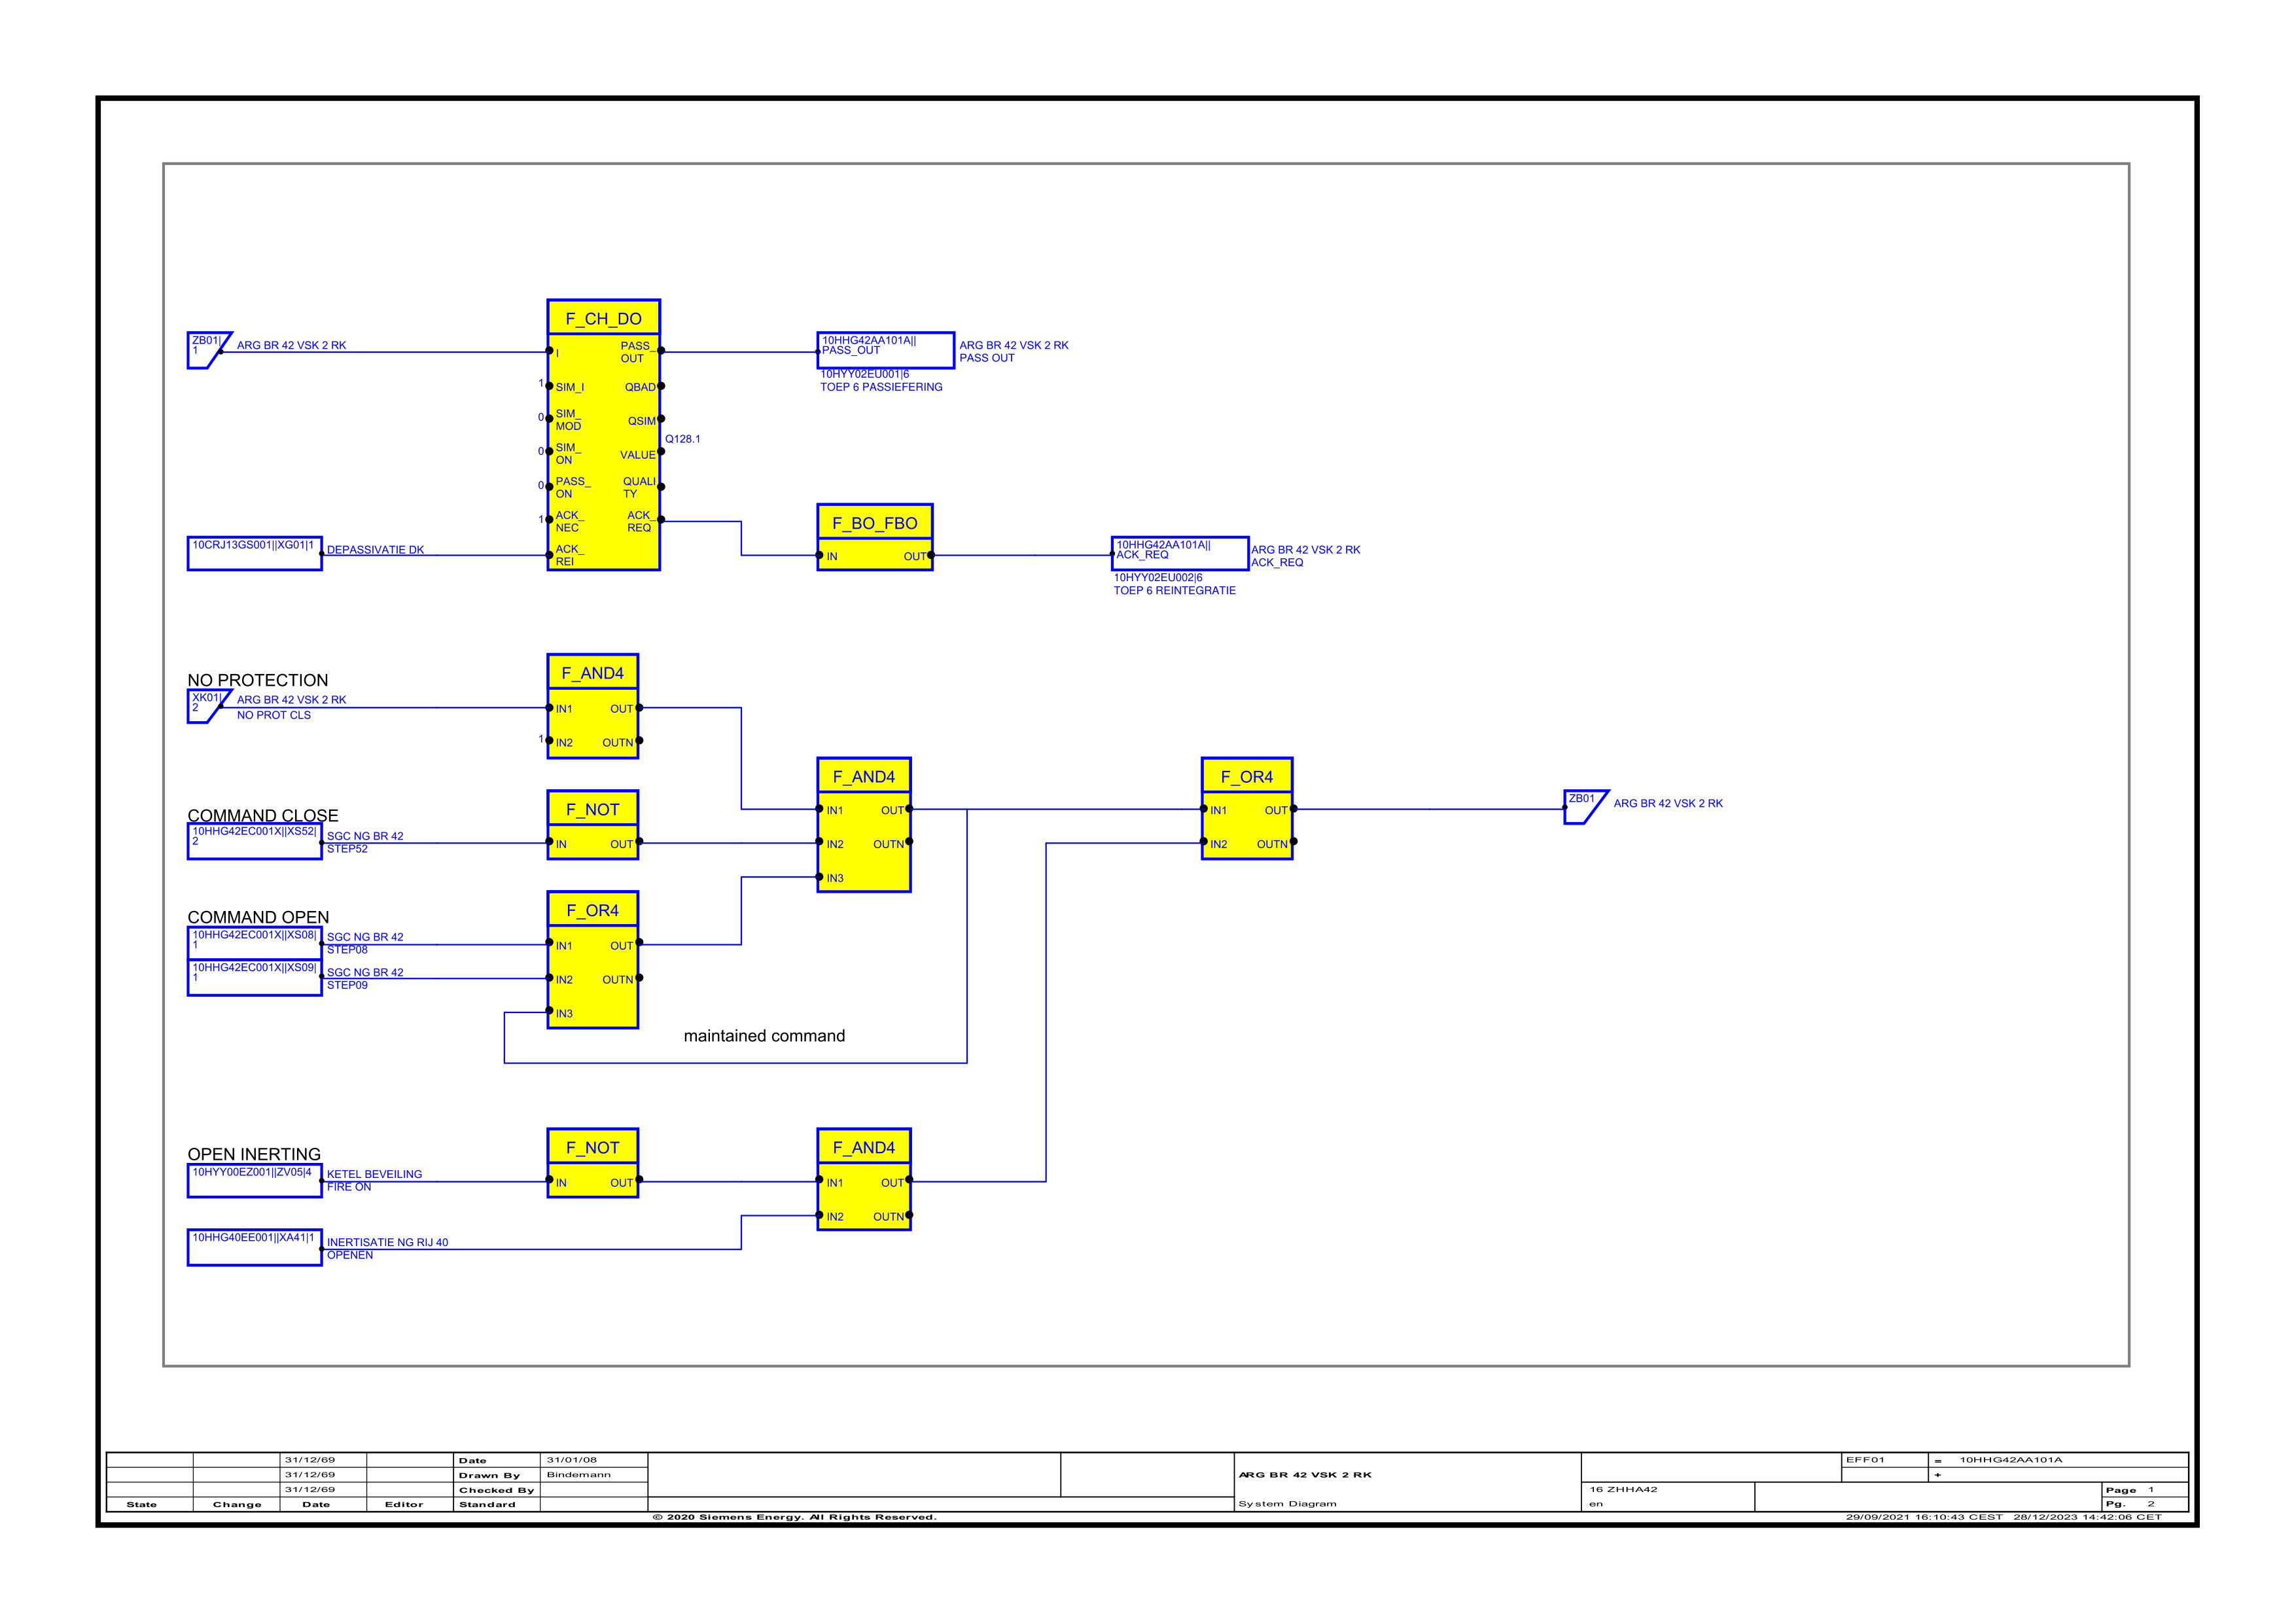 F_CH_DO
ZB01|
1
ARG BR 42 VSK 2 RK
I
PASS_
OUT
10HHG42AA101A||
PASS_OUT
ARG BR 42 VSK 2 RK
PASS OUT
10HYY02EU001|6
TOEP 6 PASSIEFERING
1
SIM_I
QBAD
0
SIM_
MOD
QSIM
Q128.1
0
SIM_
ON
VALUE
0
PASS_
ON
QUALI
TY
1
ACK_
NEC
ACK_
REQ
F_BO_FBO
10CRJ13GS001||XG01|1
DEPASSIVATIE DK
ACK_
REI
IN
OUT
10HHG42AA101A||
ACK_REQ
ARG BR 42 VSK 2 RK
ACK_REQ
10HYY02EU002|6
TOEP 6 REINTEGRATIE
NO PROTECTION
F_AND4
XK01|
2
ARG BR 42 VSK 2 RK
NO PROT CLS
IN1
OUT
1
IN2
OUTN
F_AND4
F_OR4
COMMAND CLOSE
F_NOT
IN1
OUT
IN1
OUT
ZB01
ARG BR 42 VSK 2 RK
10HHG42EC001X||XS52|
2
SGC NG BR 42
STEP52
IN
OUT
IN2
OUTN
IN2
OUTN
IN3
COMMAND OPEN
F_OR4
10HHG42EC001X||XS08|
1
SGC NG BR 42
STEP08
IN1
OUT
10HHG42EC001X||XS09|
1
SGC NG BR 42
STEP09
IN2
OUTN
IN3
maintained command
OPEN INERTING
F_NOT
F_AND4
10HYY00EZ001||ZV05|4
KETEL BEVEILING
FIRE ON
IN
OUT
IN1
OUT
IN2
OUTN
10HHG40EE001||XA41|1
INERTISATIE NG RIJ 40
OPENEN
31/12/69 Date 31/01/08
31/12/69 Drawn By Bindemann
31/12/69 Checked By
State Change Date Editor Standard
ARG BR 42 VSK 2 RK
System Diagram
16 ZHHA42
en
EFF01 = 10HHG42AA101A
+
Page 1
Pg. 2
© 2020 Siemens Energy. All Rights Reserved.
29/09/2021 16:10:43 CEST 28/12/2023 14:42:06 CET